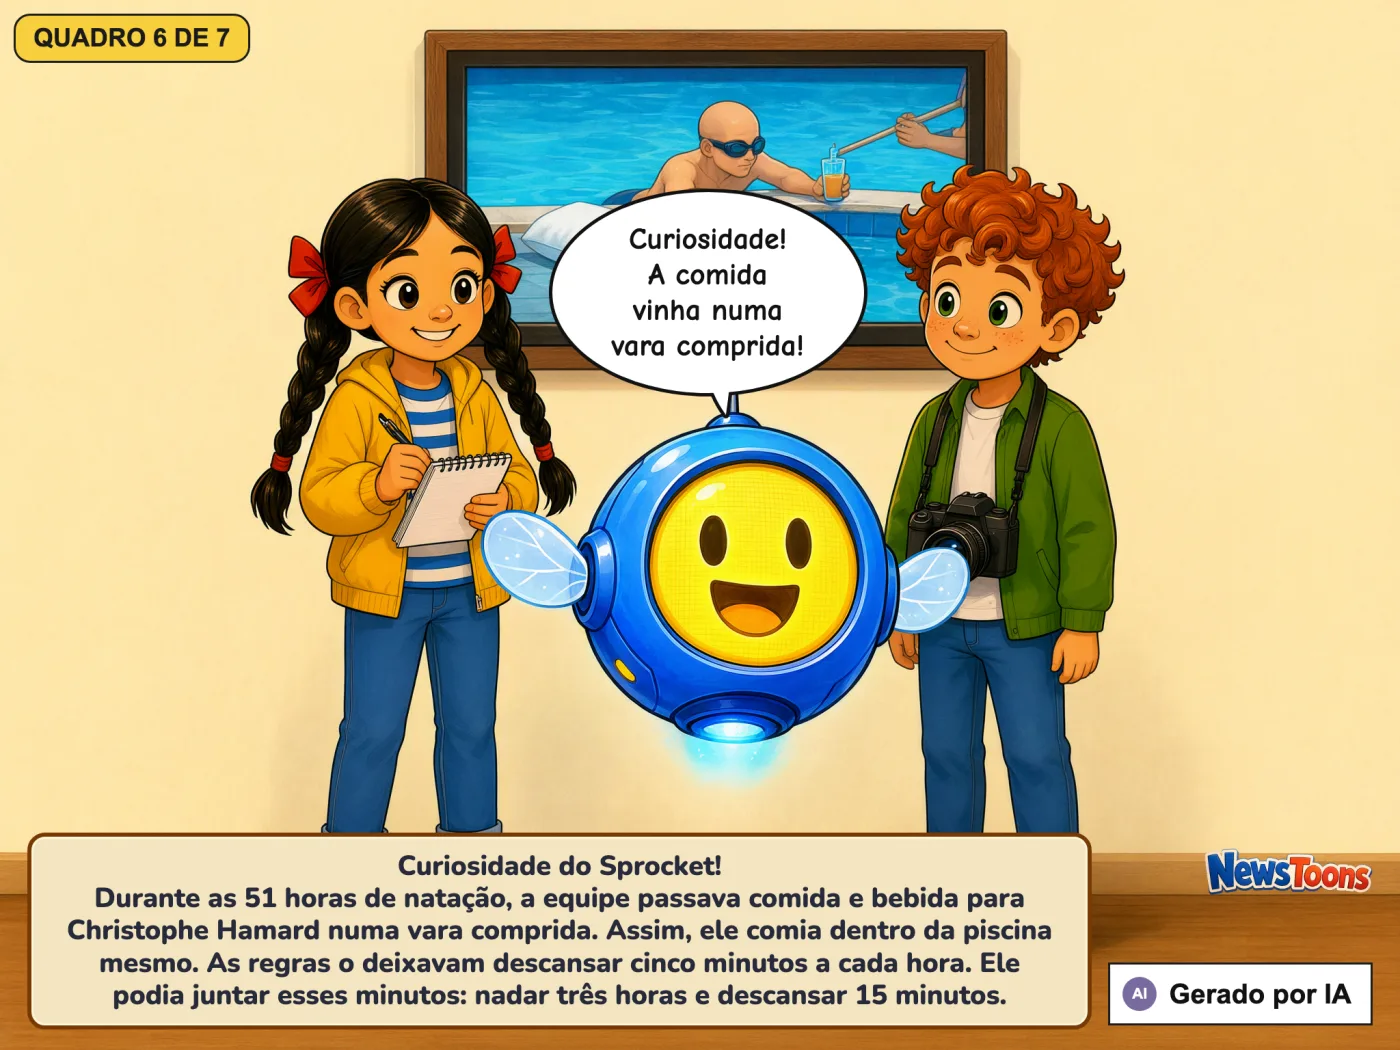 QUADRO 6 DE 7
Curiosidade!
A comida
vinha numa
vara comprida!
Curiosidade do Sprocket!
Durante as 51 horas de natação, a equipe passava comida e bebida para
Christophe Hamard numa vara comprida. Assim, ele comia dentro da piscina
mesmo. As regras o deixavam descansar cinco minutos a cada hora. Ele
podia juntar esses minutos: nadar três horas e descansar 15 minutos.
NewsToons
AI Gerado por IA